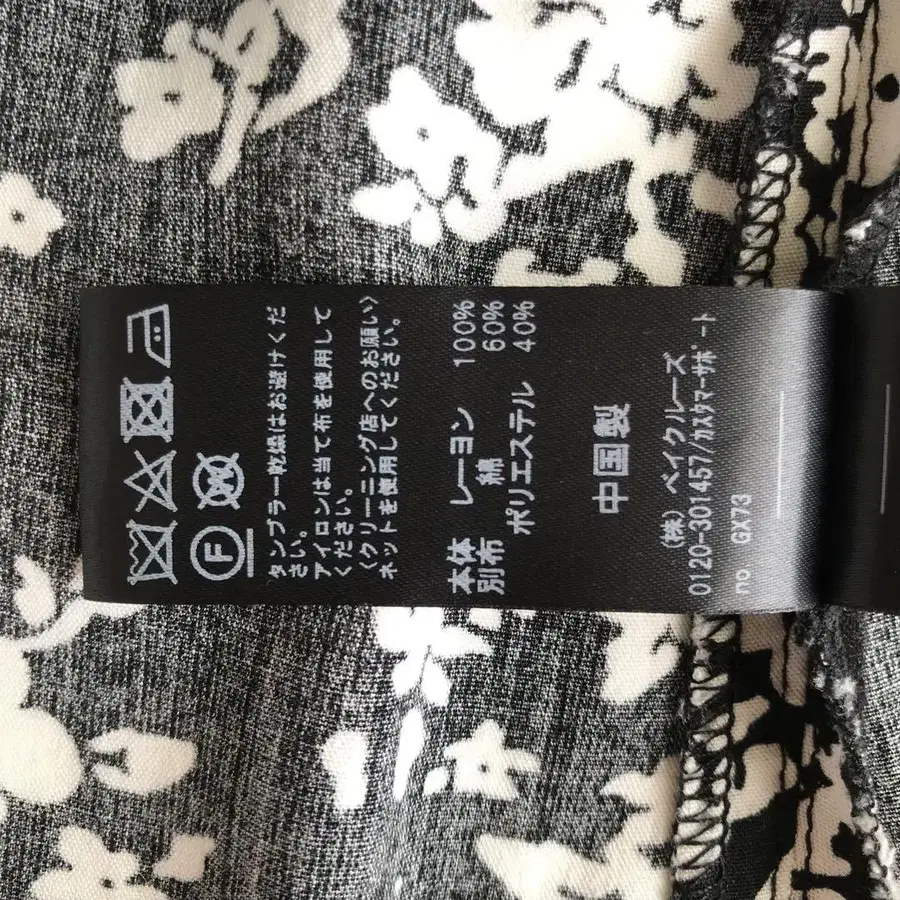 F
W
タンブラー乾燥はお避けくだ
さい。
アイロンは当て布を使用して
ください。
〈クリーニング店へのお願い〉
ネットを使用してください。
本体 レーヨン 100%
別布 綿 60%
ポリエステル 40%
中国製
(株)ベイクルーズ
0120-301457/カスタマーサポート
no GX73